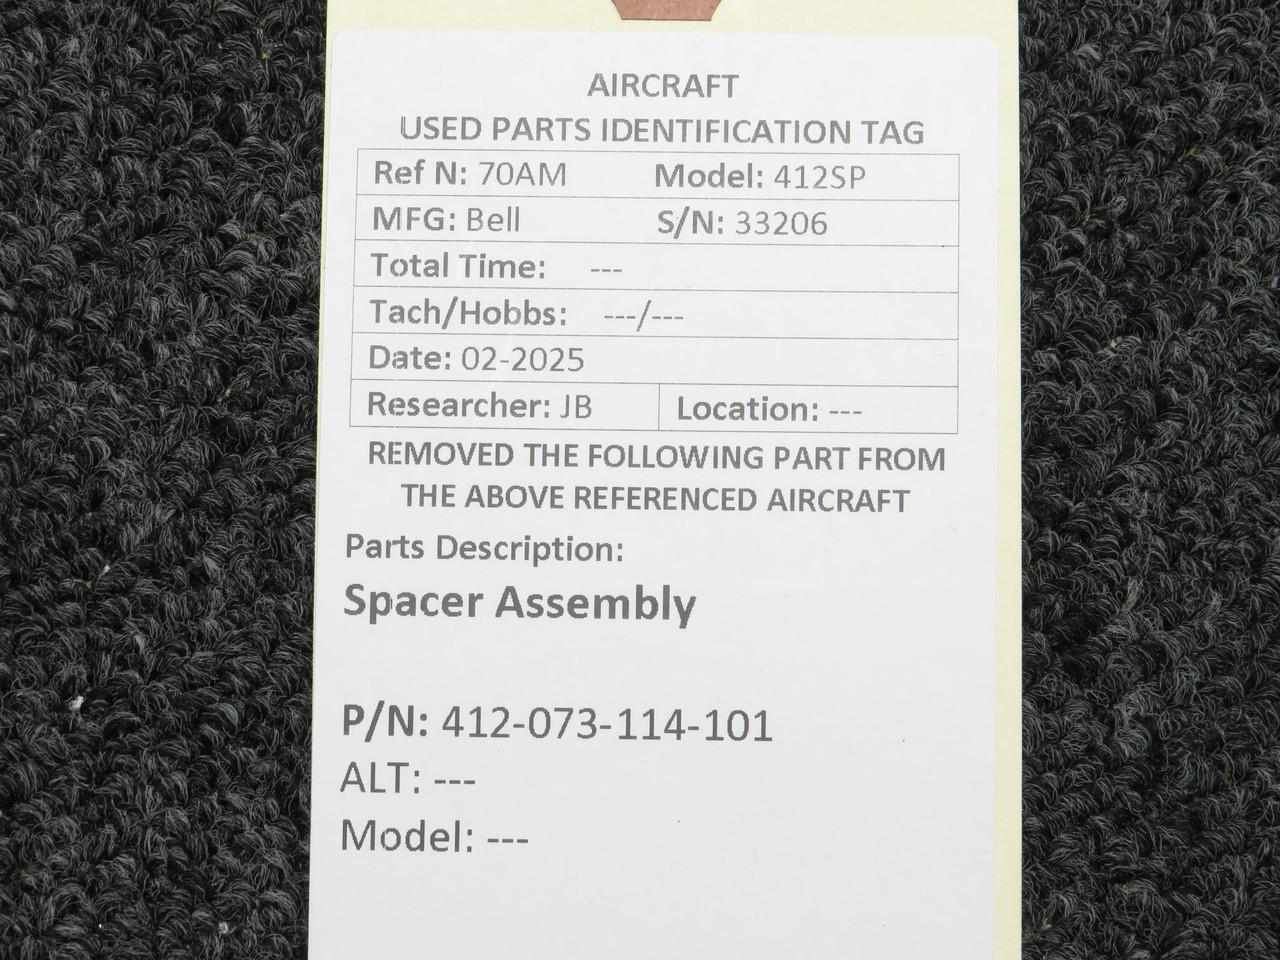 AIRCRAFT
USED PARTS IDENTIFICATION TAG
Ref N: 70AM Model: 412SP
MFG: Bell S/N: 33206
Total Time: ---
Tach/Hobbs: ---/---
Date: 02-2025
Researcher: JB Location: ---
REMOVED THE FOLLOWING PART FROM
THE ABOVE REFERENCED AIRCRAFT
Parts Description:
Spacer Assembly
P/N: 412-073-114-101
ALT: ---
Model: ---